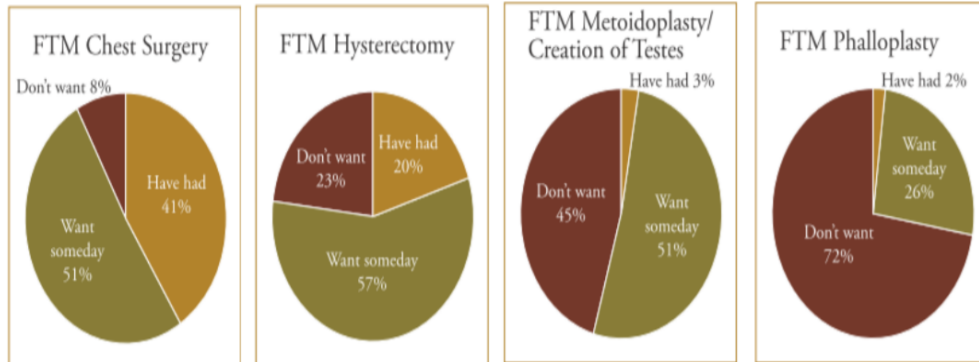 FTM Chest Surgery
Don't want 8%
Have had
41%
Want
someday
51%
FTM Hysterectomy
Don't want
23%
Have had
20%
Want someday
57%
FTM Metoidoplasty/
Creation of Testes
Have had 3%
Don't want
45%
Want
someday
51%
FTM Phalloplasty
Have had 2%
Want
someday
26%
Don't want
72%